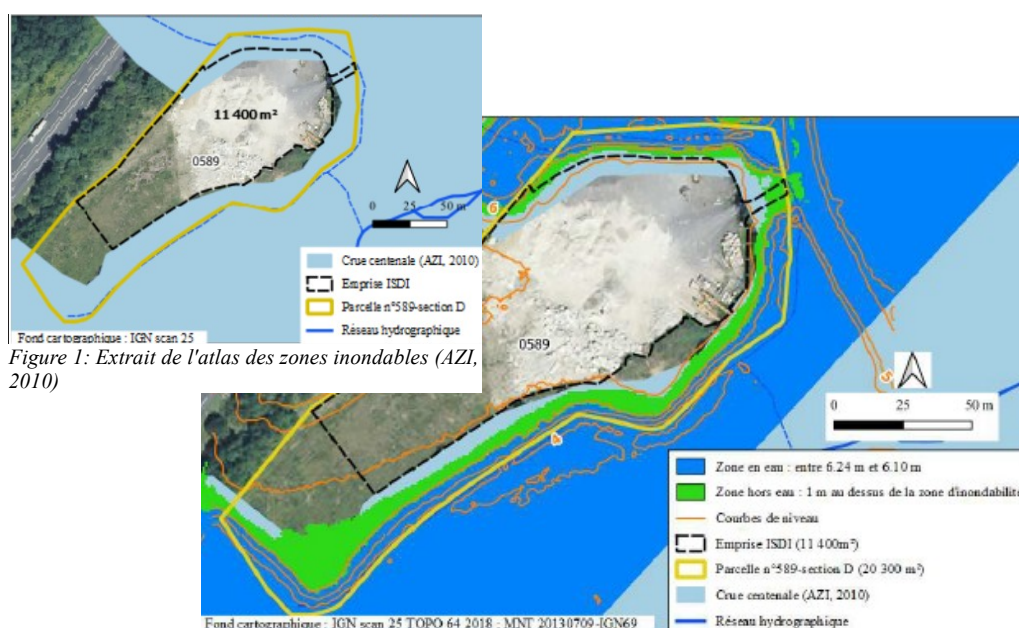 11 400 m²
0589
0 25 50 m
Crue centenale (AZI, 2010)
Emprise ISDI
Parcelle n°589-section D
Réseau hydrographique
Fond cartographique : IGN scan 25
Figure 1: Extrait de l'atlas des zones inondables (AZI,
2010)
6
0589
5
4
0 25 50 m
Zone en eau : entre 6.24 m et 6.10 m
Zone hors eau : 1 m au dessus de la zone d'inondabilité
Courbes de niveau
Emprise ISDI (11 400m²)
Parcelle n°589-section D (20 300 m²)
Crue centenale (AZI, 2010)
Réseau hydrographique
Fond cartographique : IGN scan 25 TOPO 64 2018 ; MNT 20130709-IGN69